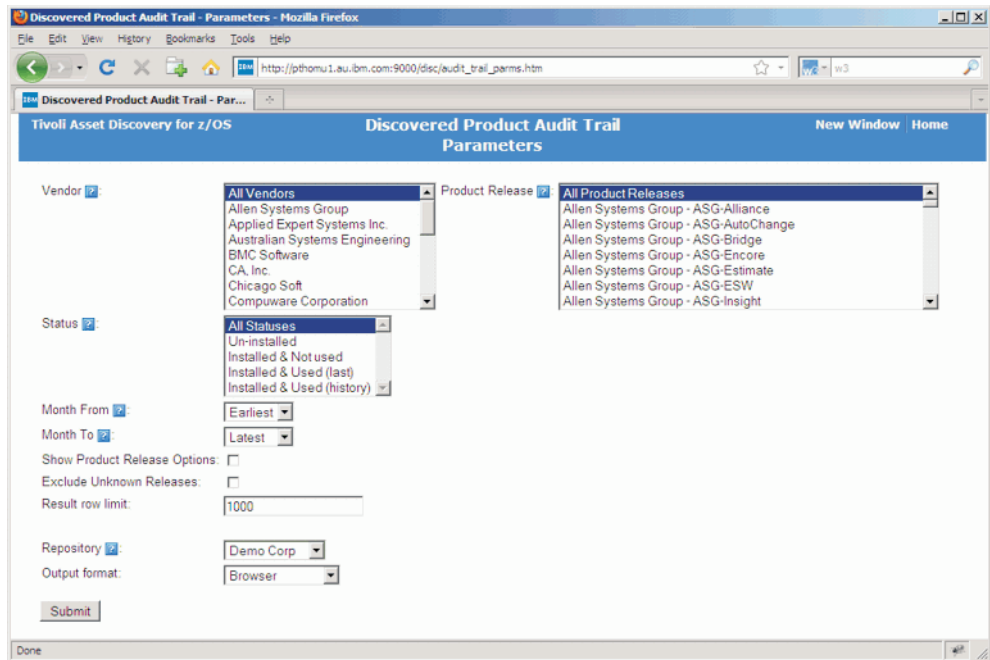 Discovered Product Audit Trail - Parameters - Mozilla Firefox
File Edit View History Bookmarks Tools Help
IBM http://pthomu1.au.ibm.com:9000/disc/audit_trail_parms.htm w3
IBM Discovered Product Audit Trail - Par...
Tivoli Asset Discovery for z/OS
Discovered Product Audit Trail
Parameters
New Window Home
Vendor ?:
All Vendors
Allen Systems Group
Applied Expert Systems Inc.
Australian Systems Engineering
BMC Software
CA, Inc.
Chicago Soft
Compuware Corporation
Product Release ?:
All Product Releases
Allen Systems Group - ASG-Alliance
Allen Systems Group - ASG-AutoChange
Allen Systems Group - ASG-Bridge
Allen Systems Group - ASG-Encore
Allen Systems Group - ASG-Estimate
Allen Systems Group - ASG-ESW
Allen Systems Group - ASG-Insight
Status ?:
All Statuses
Un-installed
Installed & Not used
Installed & Used (last)
Installed & Used (history)
Month From ?: Earliest
Month To ?: Latest
Show Product Release Options:
Exclude Unknown Releases:
Result row limit: 1000
Repository ?: Demo Corp
Output format: Browser
Submit
Done